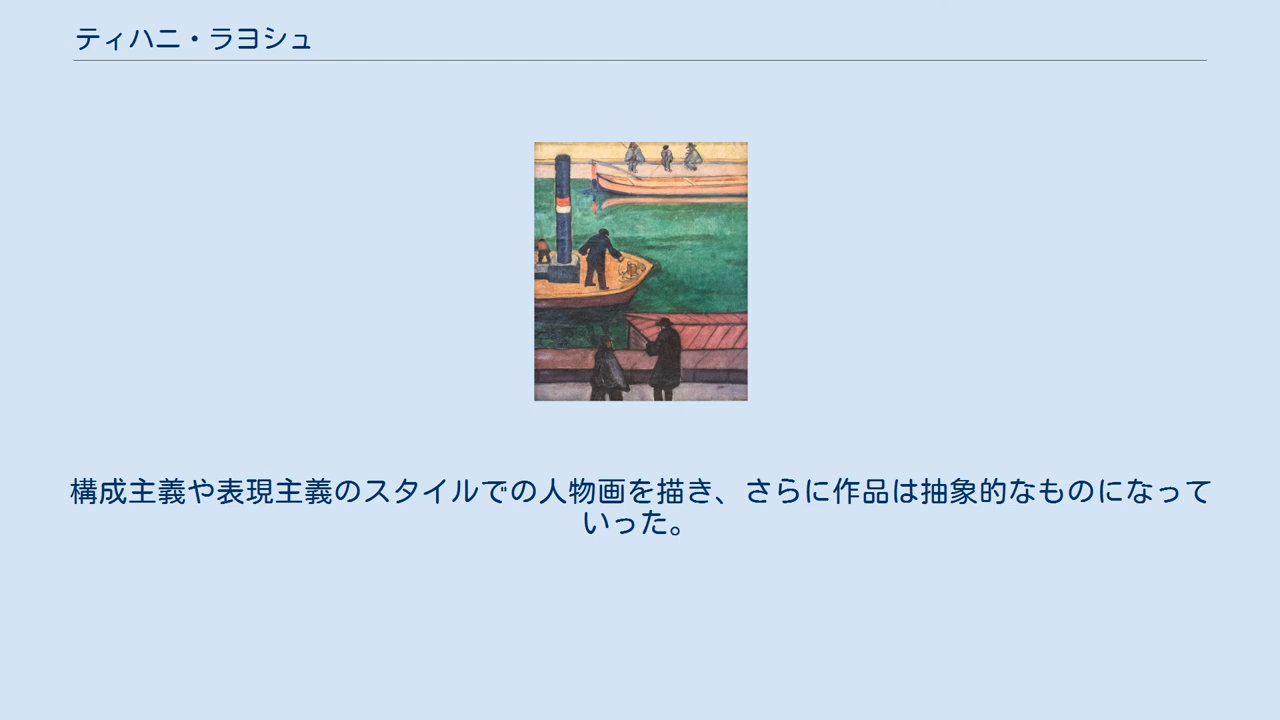 ティハニ・ラヨシュ
構成主義や表現主義のスタイルでの人物画を描き、さらに作品は抽象的なものになって
いった。